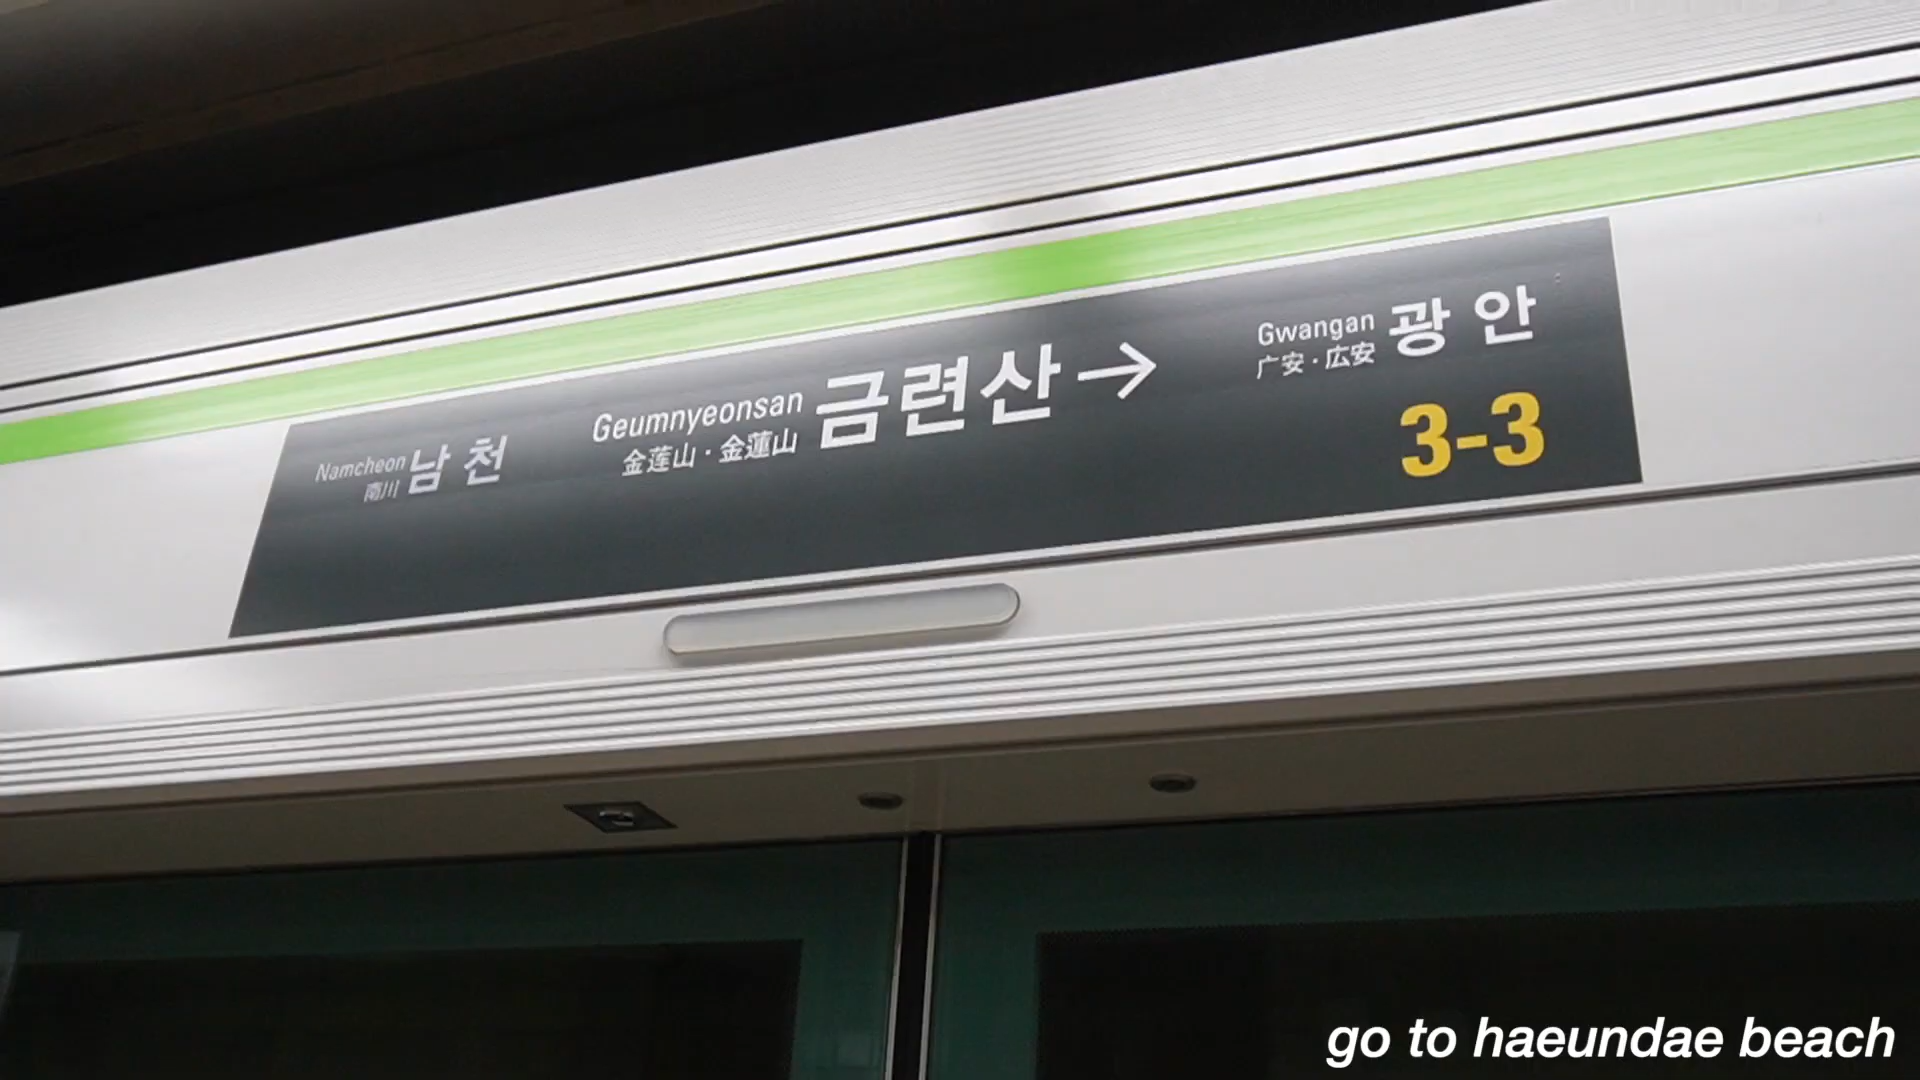 Namcheon 남천
南川
Geumnyeonsan 금련산 →
金莲山·金蓮山
Gwangan 광안
广安·広安
3-3
go to haeundae beach